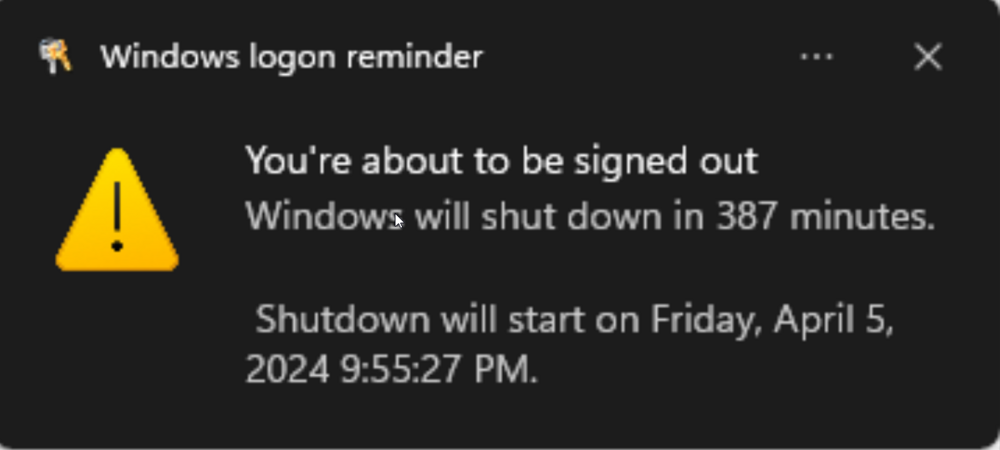 Windows logon reminder
You're about to be signed out
Windows will shut down in 387 minutes.
Shutdown will start on Friday, April 5,
2024 9:55:27 PM.